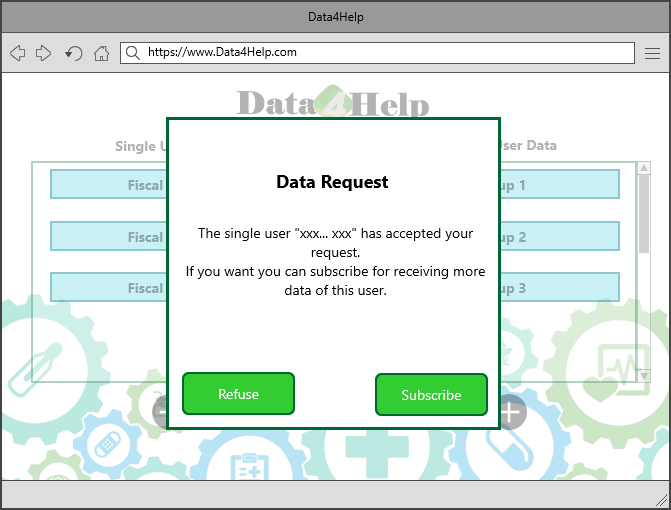 Data4Help
https://www.Data4Help.com
Data4Help
Single U
ser Data
Fiscal
up 1
Fiscal
up 2
Fiscal
up 3
Data Request
The single user "xxx... xxx" has accepted your
request.
If you want you can subscribe for receiving more
data of this user.
Refuse
Subscribe